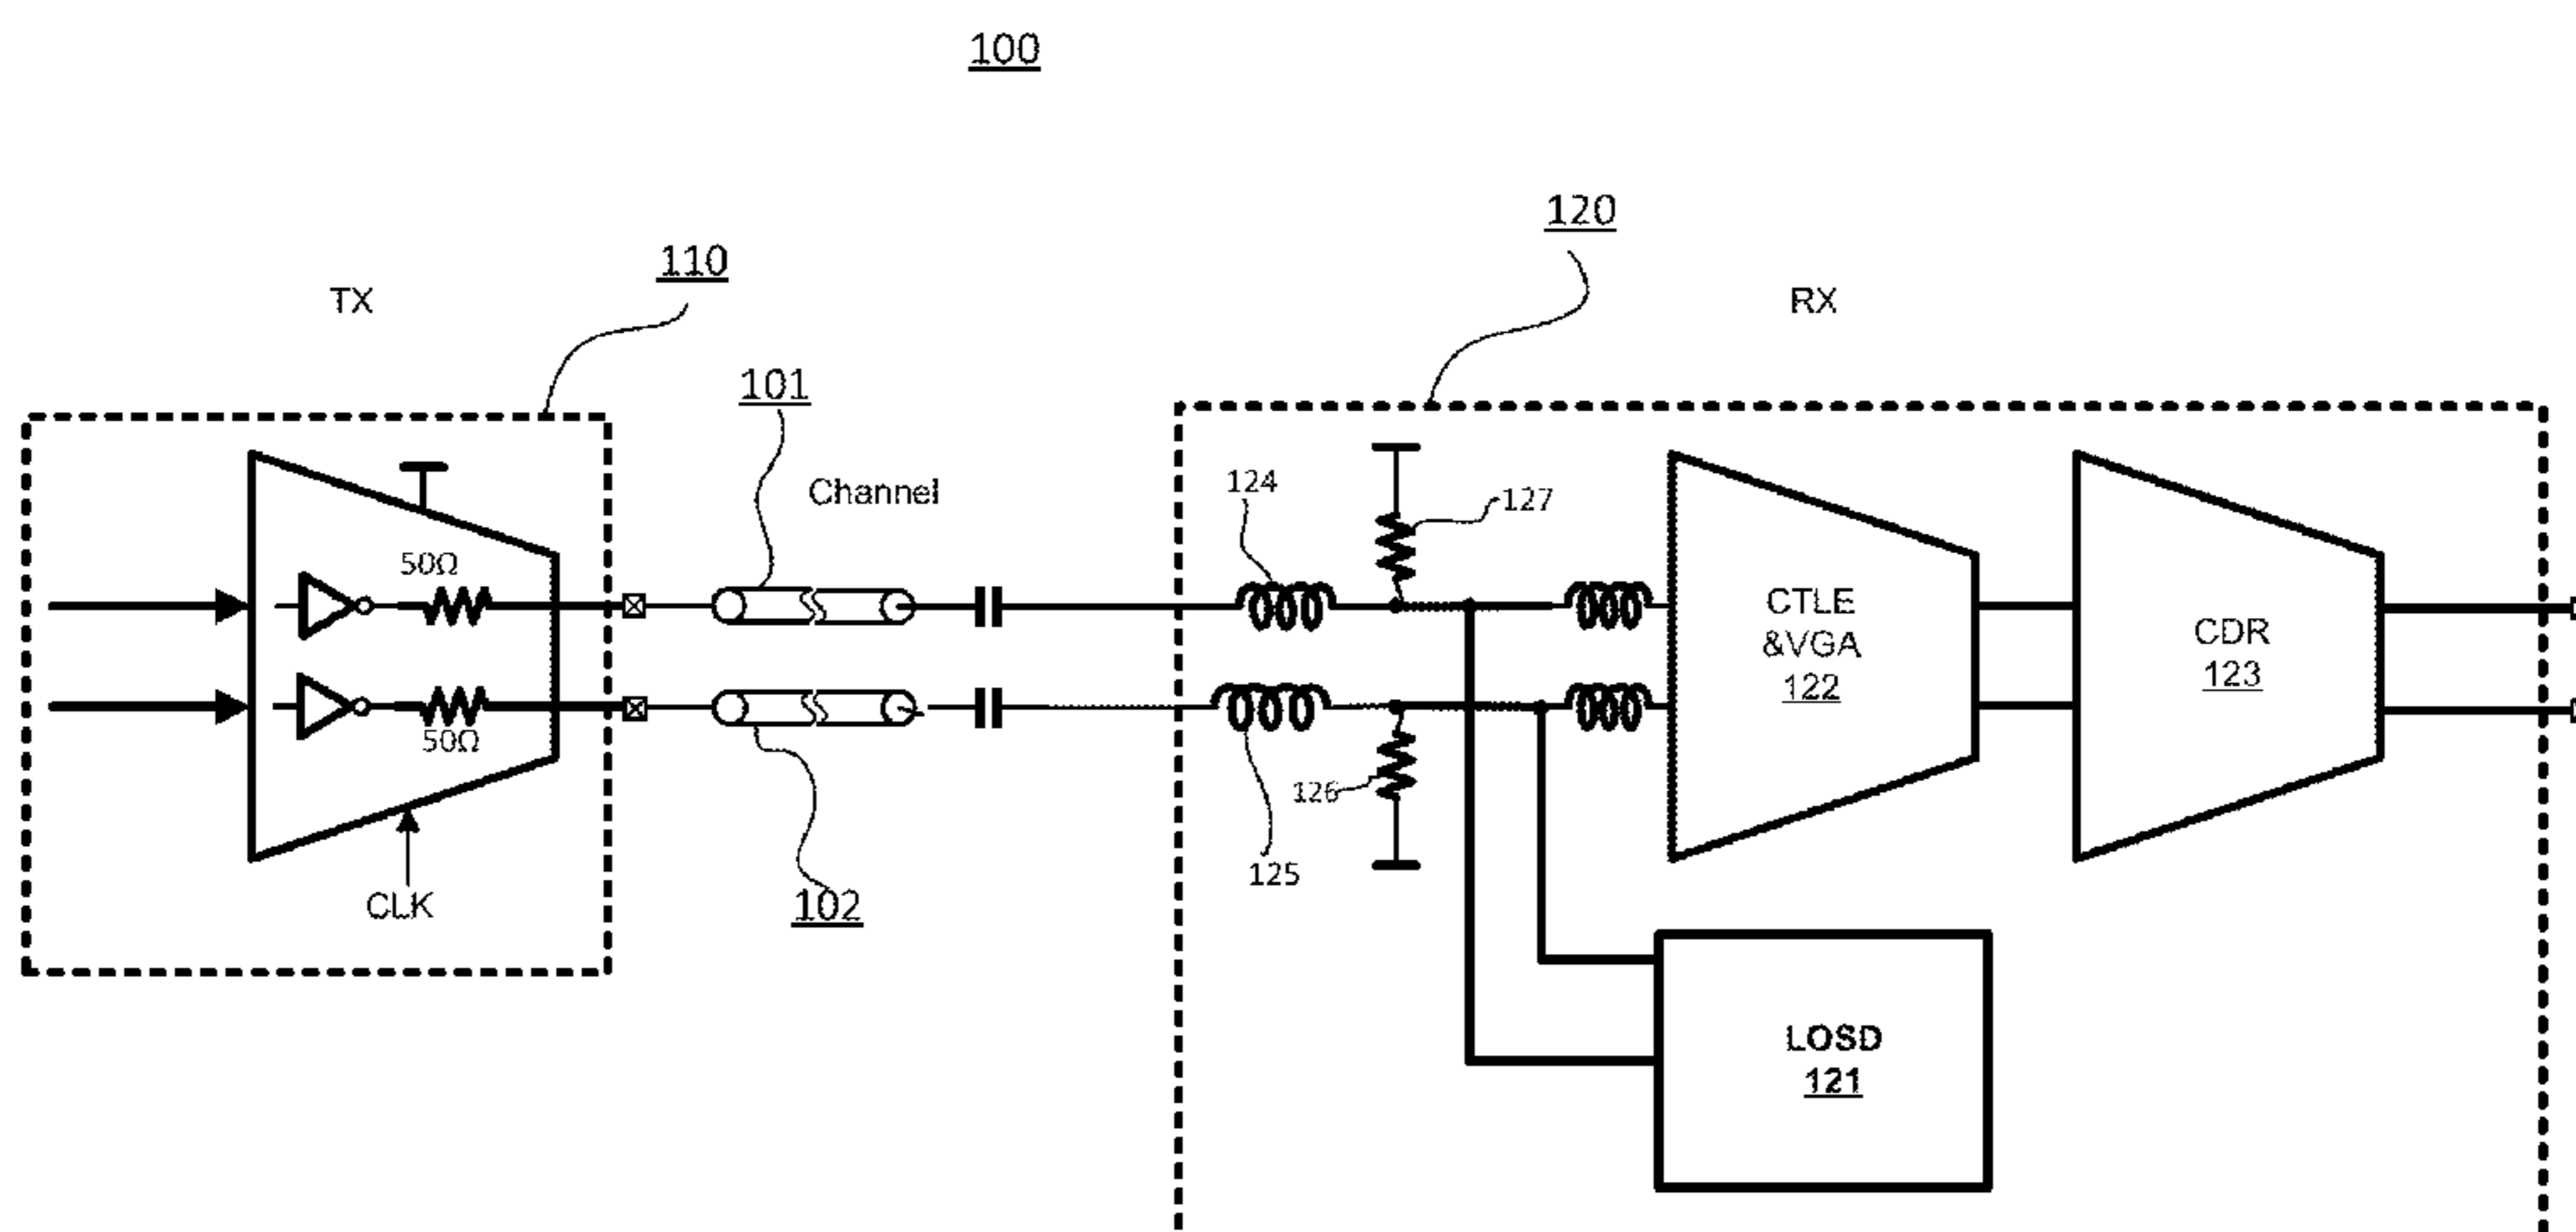 100
120
110
TX
RX
101
Channel
124
127
50Ω
CTLE
&VGA
122
CDR
123
50Ω
126
125
CLK
102
LOSD
121